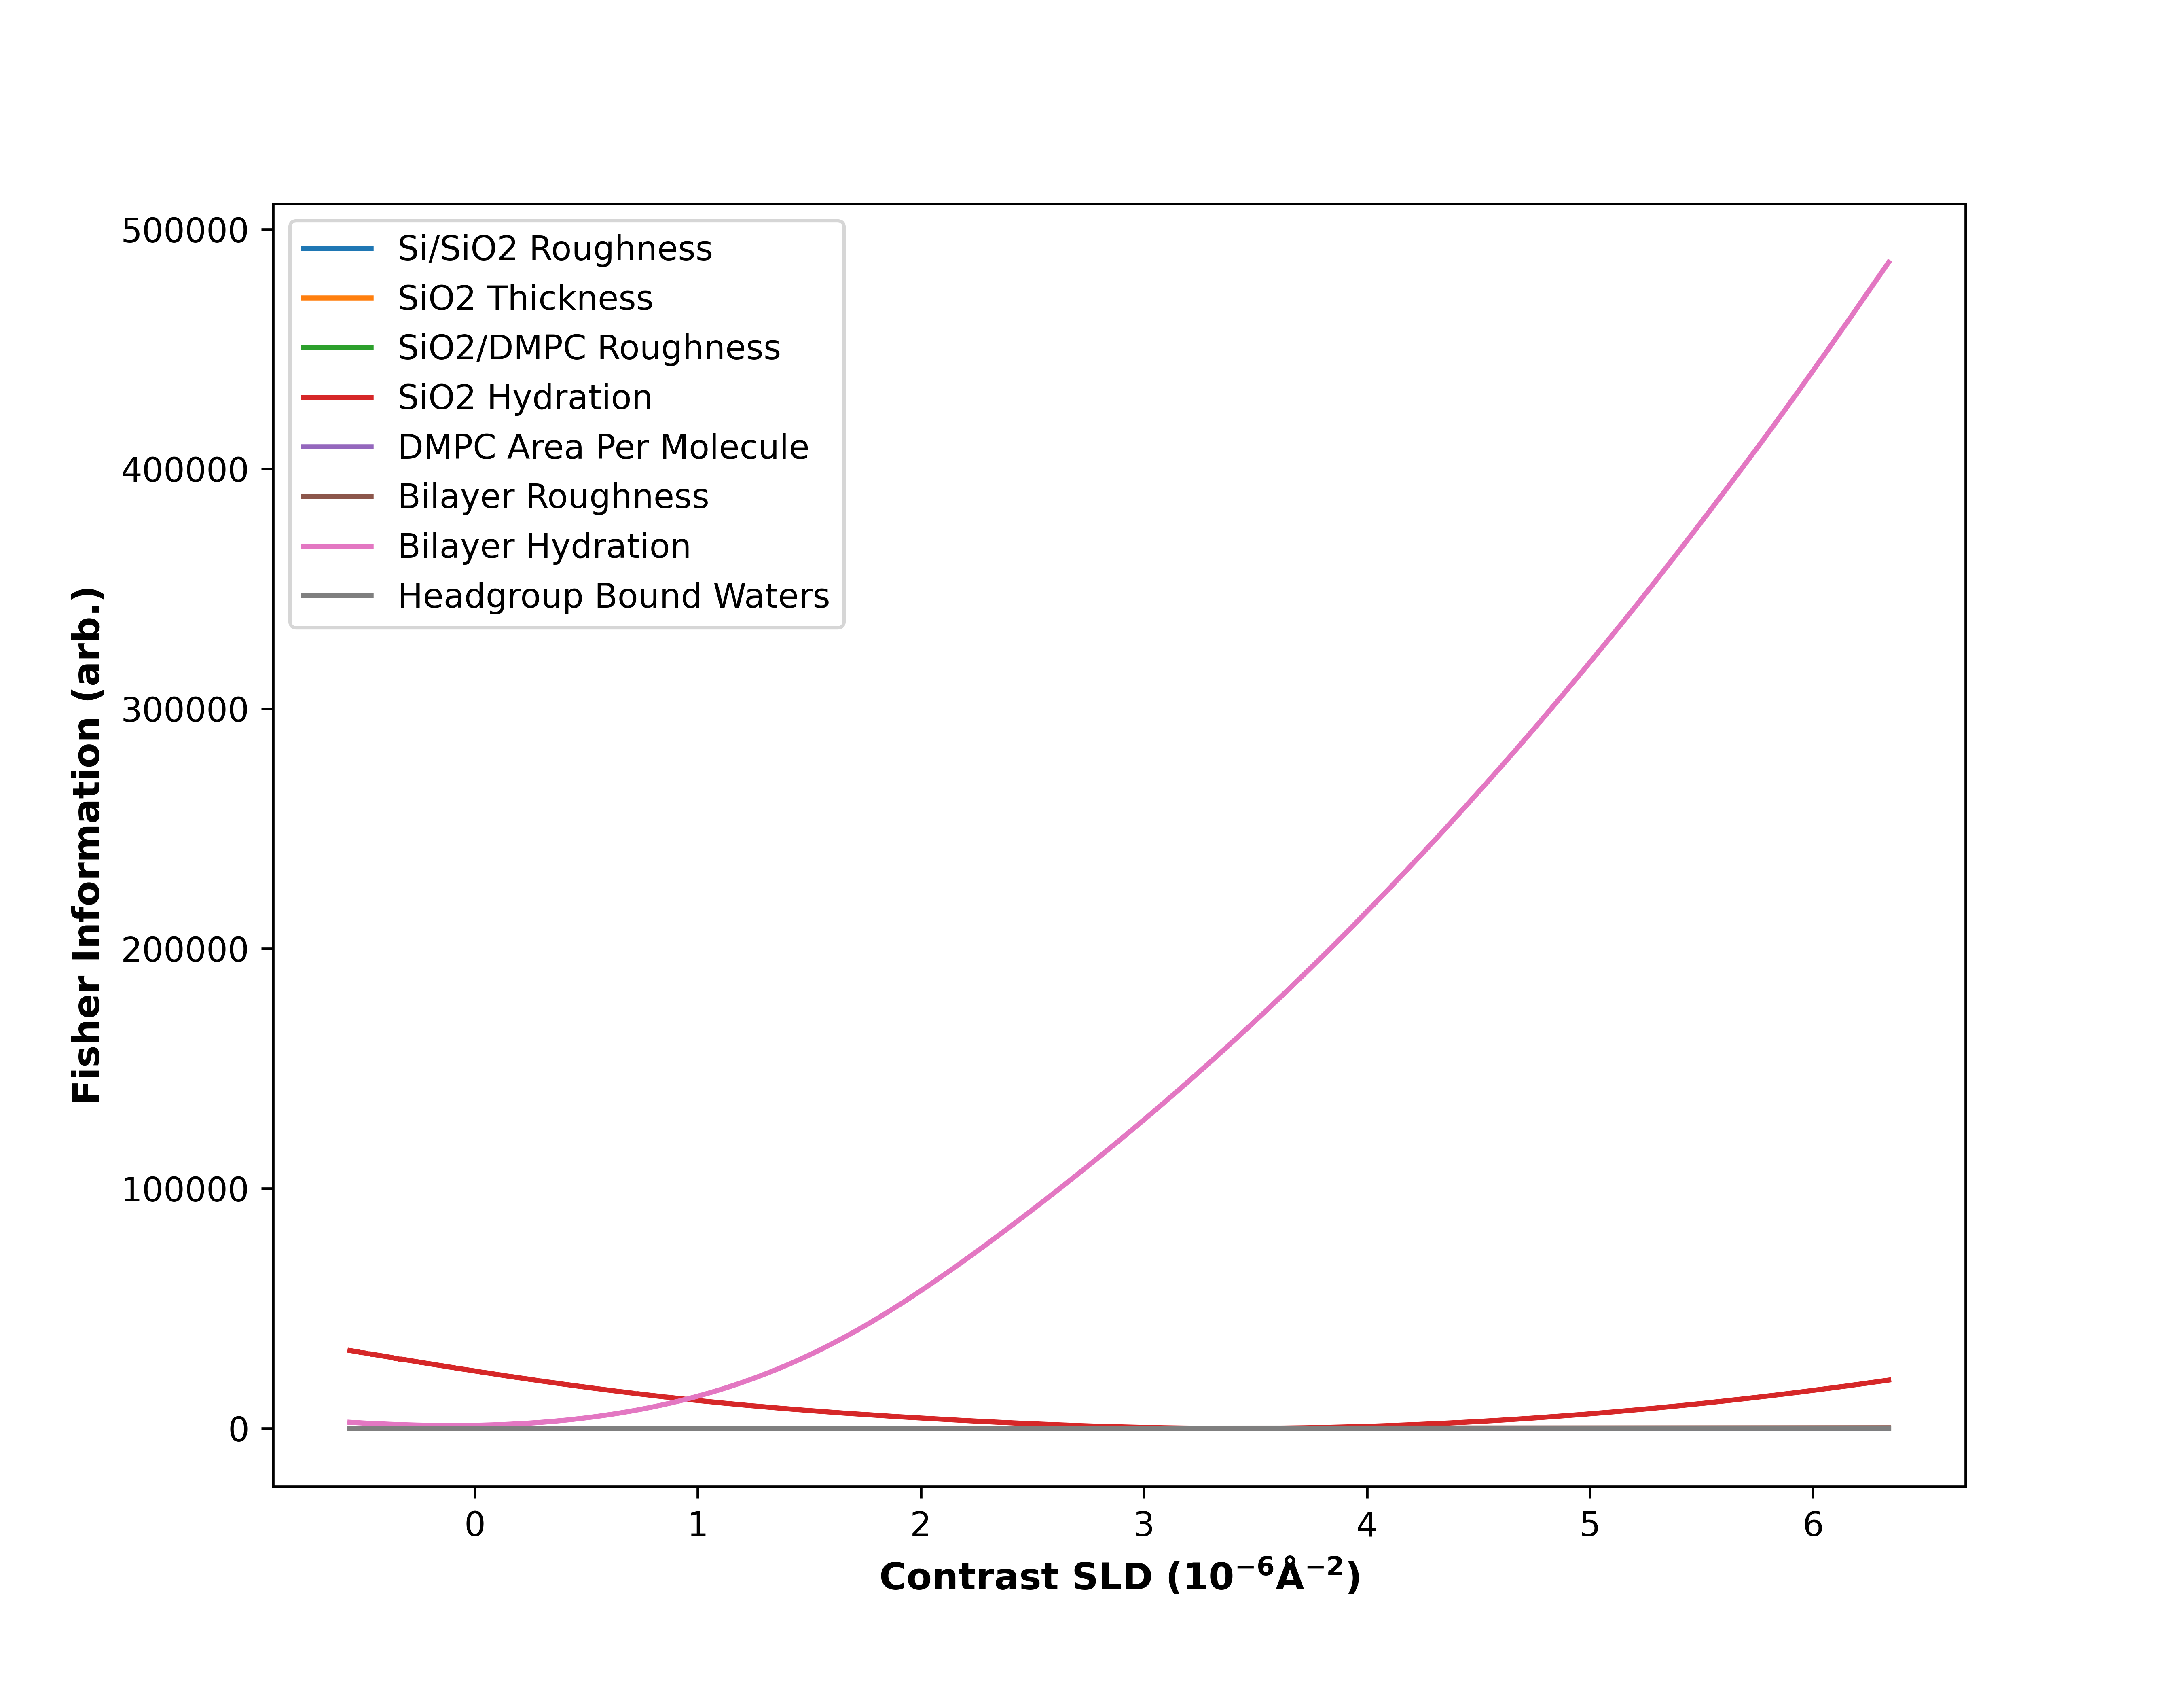 500000
400000
300000
200000
100000
0
Fisher Information (arb.)
Si/SiO2 Roughness
SiO2 Thickness
SiO2/DMPC Roughness
SiO2 Hydration
DMPC Area Per Molecule
Bilayer Roughness
Bilayer Hydration
Headgroup Bound Waters
0 1 2 3 4 5 6
Contrast SLD (10⁻⁶Å⁻²)